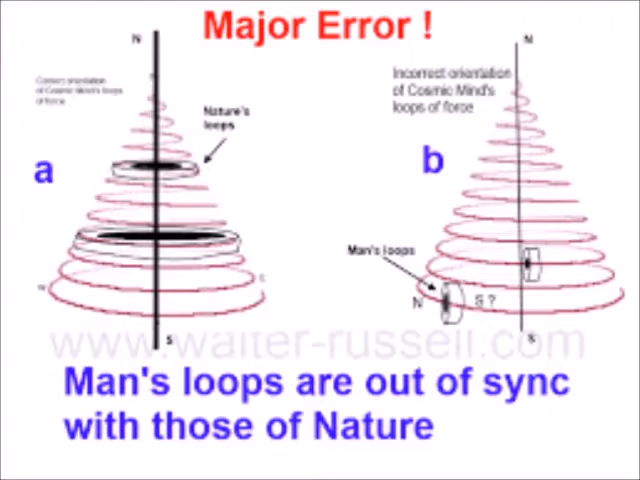 Major Error !
N
Correct orientation
of Cosmic Mind's loops
of force
Nature's
loops
a
S
N
Incorrect orientation
of Cosmic Mind's
loops of force
b
Man's loops
N
S ?
S
www.walter-russell.com
Man's loops are out of sync
with those of Nature